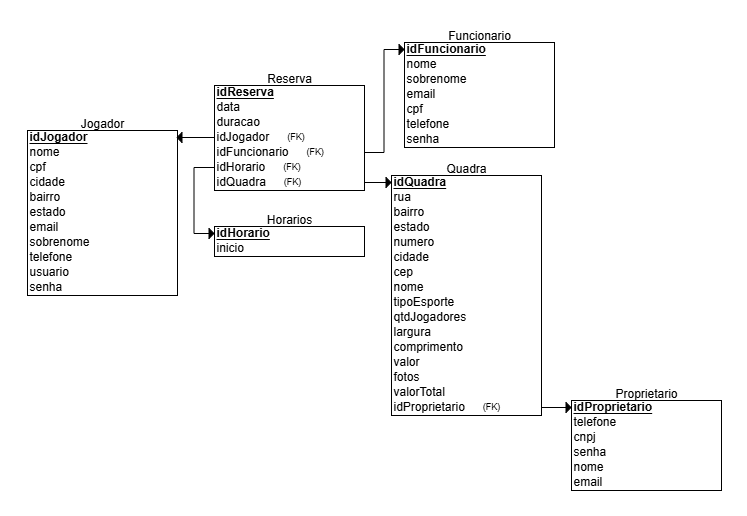 Funcionario
idFuncionario
nome
sobrenome
email
cpf
telefone
senha
Reserva
idReserva
data
duracao
idJogador (FK)
idFuncionario (FK)
idHorario (FK)
idQuadra (FK)
Jogador
idJogador
nome
cpf
cidade
bairro
estado
email
sobrenome
telefone
usuario
senha
Horarios
idHorario
inicio
Quadra
idQuadra
rua
bairro
estado
numero
cidade
cep
nome
tipoEsporte
qtdJogadores
largura
comprimento
valor
fotos
valorTotal
idProprietario (FK)
Proprietario
idProprietario
telefone
cnpj
senha
nome
email